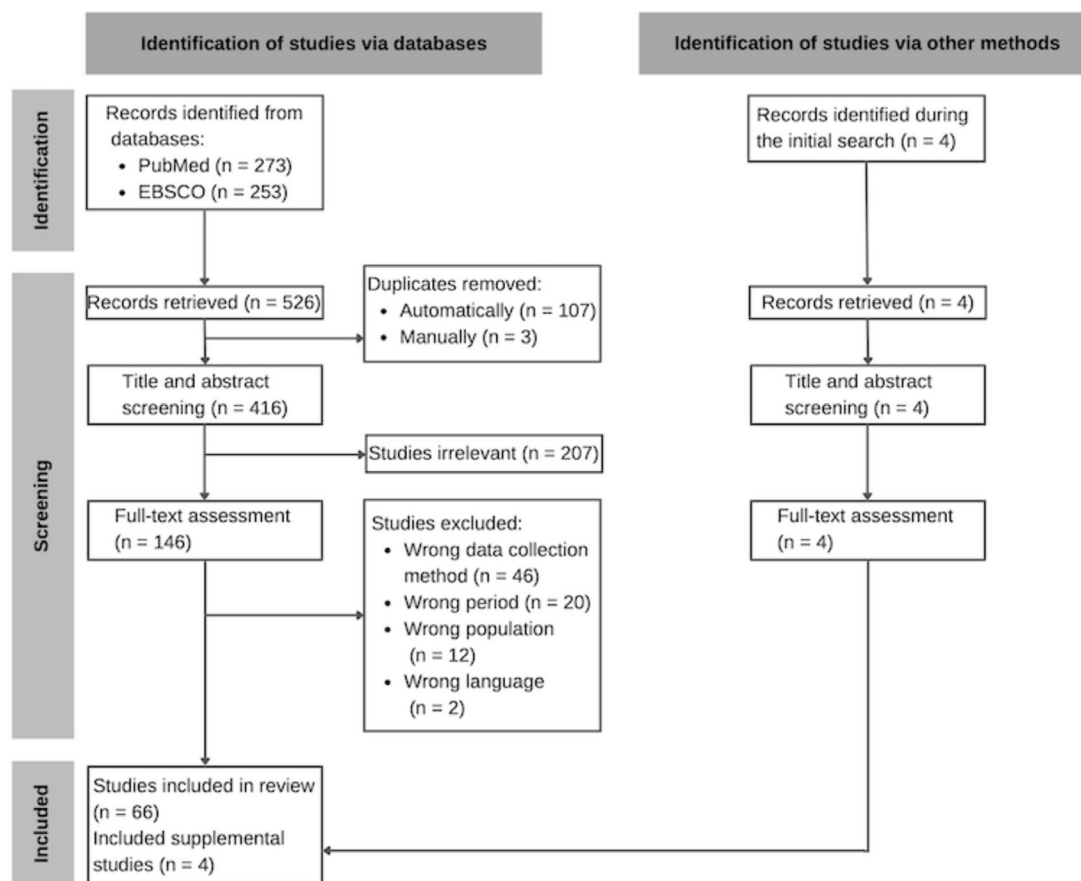 Identification of studies via databases
Identification of studies via other methods
Identification
Records identified from
databases:
• PubMed (n = 273)
• EBSCO (n = 253)
Records identified during
the initial search (n = 4)
Screening
Records retrieved (n = 526)
Duplicates removed:
• Automatically (n = 107)
• Manually (n = 3)
Records retrieved (n = 4)
Title and abstract
screening (n = 416)
Title and abstract
screening (n = 4)
Studies irrelevant (n = 207)
Full-text assessment
(n = 146)
Studies excluded:
• Wrong data collection
method (n = 46)
• Wrong period (n = 20)
• Wrong population
(n = 12)
• Wrong language
(n = 2)
Full-text assessment
(n = 4)
Included
Studies included in review
(n = 66)
Included supplemental
studies (n = 4)